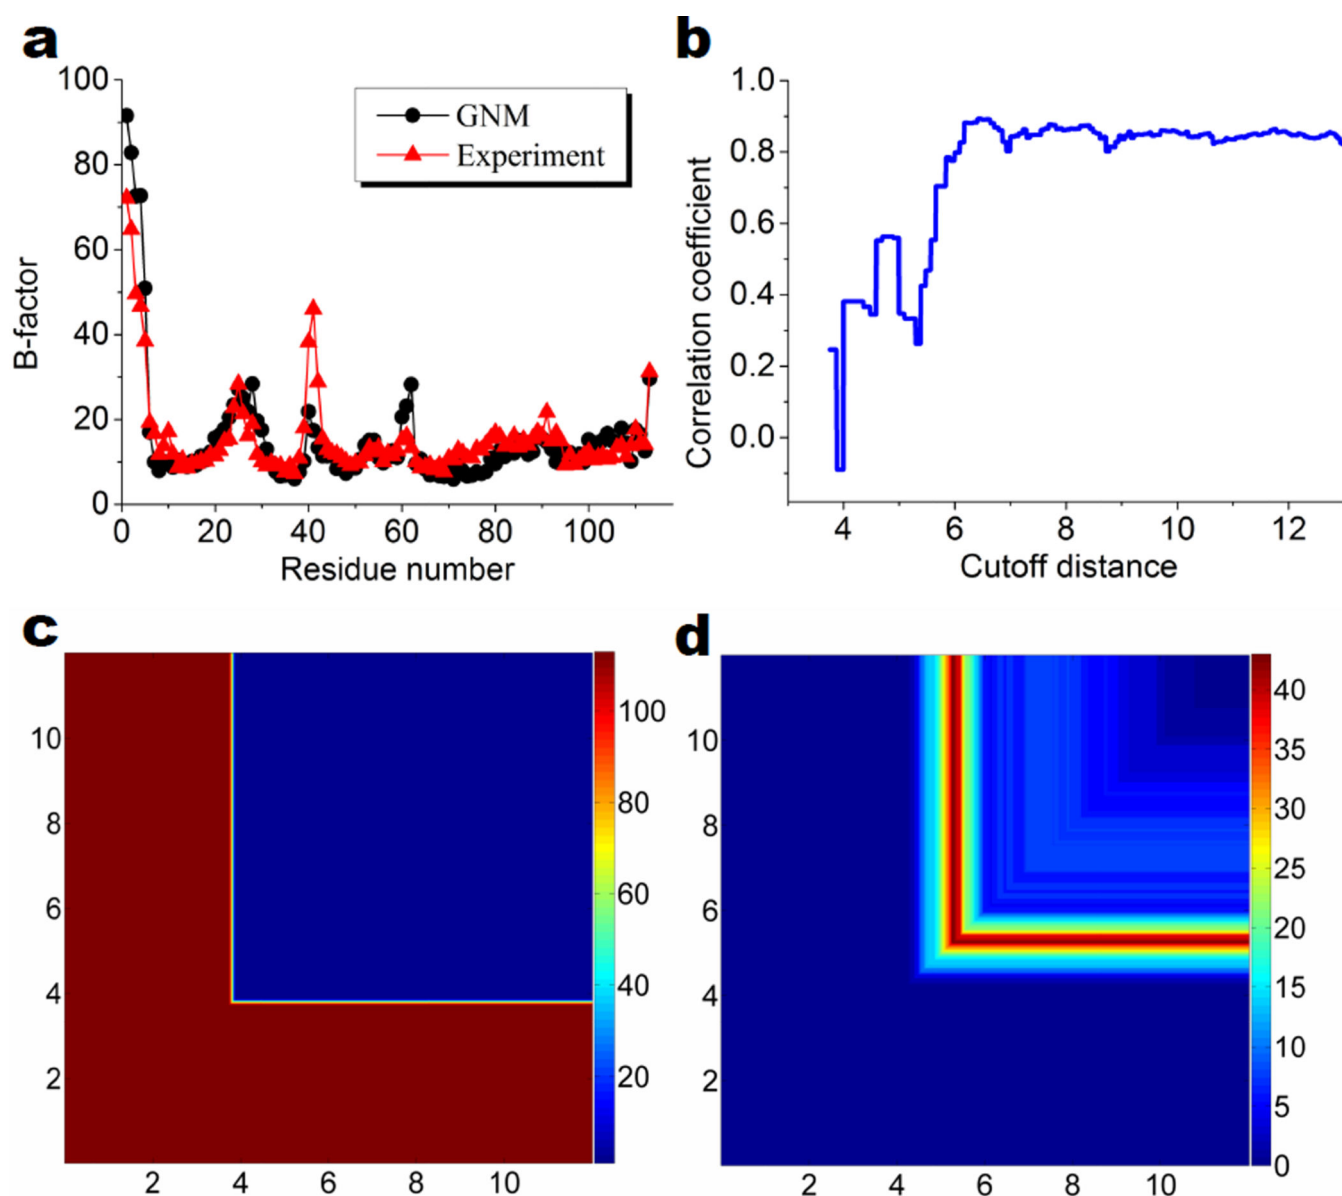 a
100
80
60
40
20
0
B-factor
GNM
Experiment
0 20 40 60 80 100
Residue number
b
1.0
0.8
0.6
0.4
0.2
0.0
Correlation coefficient
4 6 8 10 12
Cutoff distance
c
10
8
6
4
2
2 4 6 8 10
100
80
60
40
20
d
10
8
6
4
2
2 4 6 8 10
40
35
30
25
20
15
10
5
0